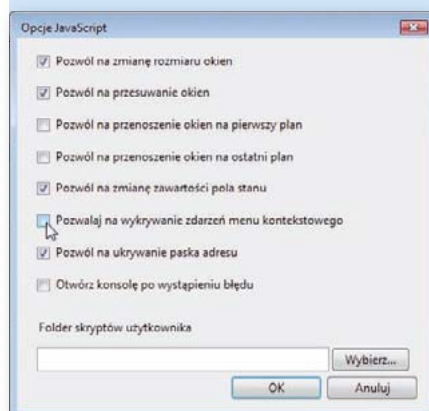 Opcje JavaScript
Pozwól na zmianę rozmiaru okien
Pozwól na przesuwanie okien
Pozwól na przenoszenie okien na pierwszy plan
Pozwól na przenoszenie okien na ostatni plan
Pozwól na zmianę zawartości pola stanu
Pozwalaj na wykrywanie zdarzeń menu kontekstowego
Pozwól na ukrywanie paska adresu
Otwórz konsolę po wystąpieniu błędu
Folder skryptów użytkownika
Wybierz...
OK Anuluj